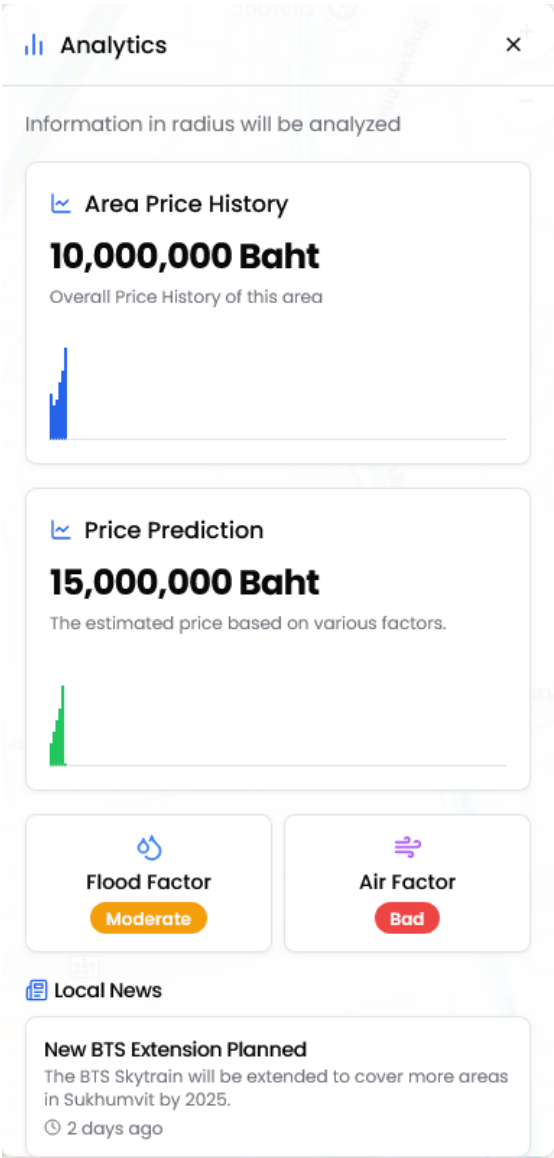 Analytics
Information in radius will be analyzed
Area Price History
10,000,000 Baht
Overall Price History of this area
Price Prediction
15,000,000 Baht
The estimated price based on various factors.
Flood Factor
Moderate
Air Factor
Bad
351
Local News
New BTS Extension Planned
The BTS Skytrain will be extended to cover more areas
in Sukhumvit by 2025.
2 days ago